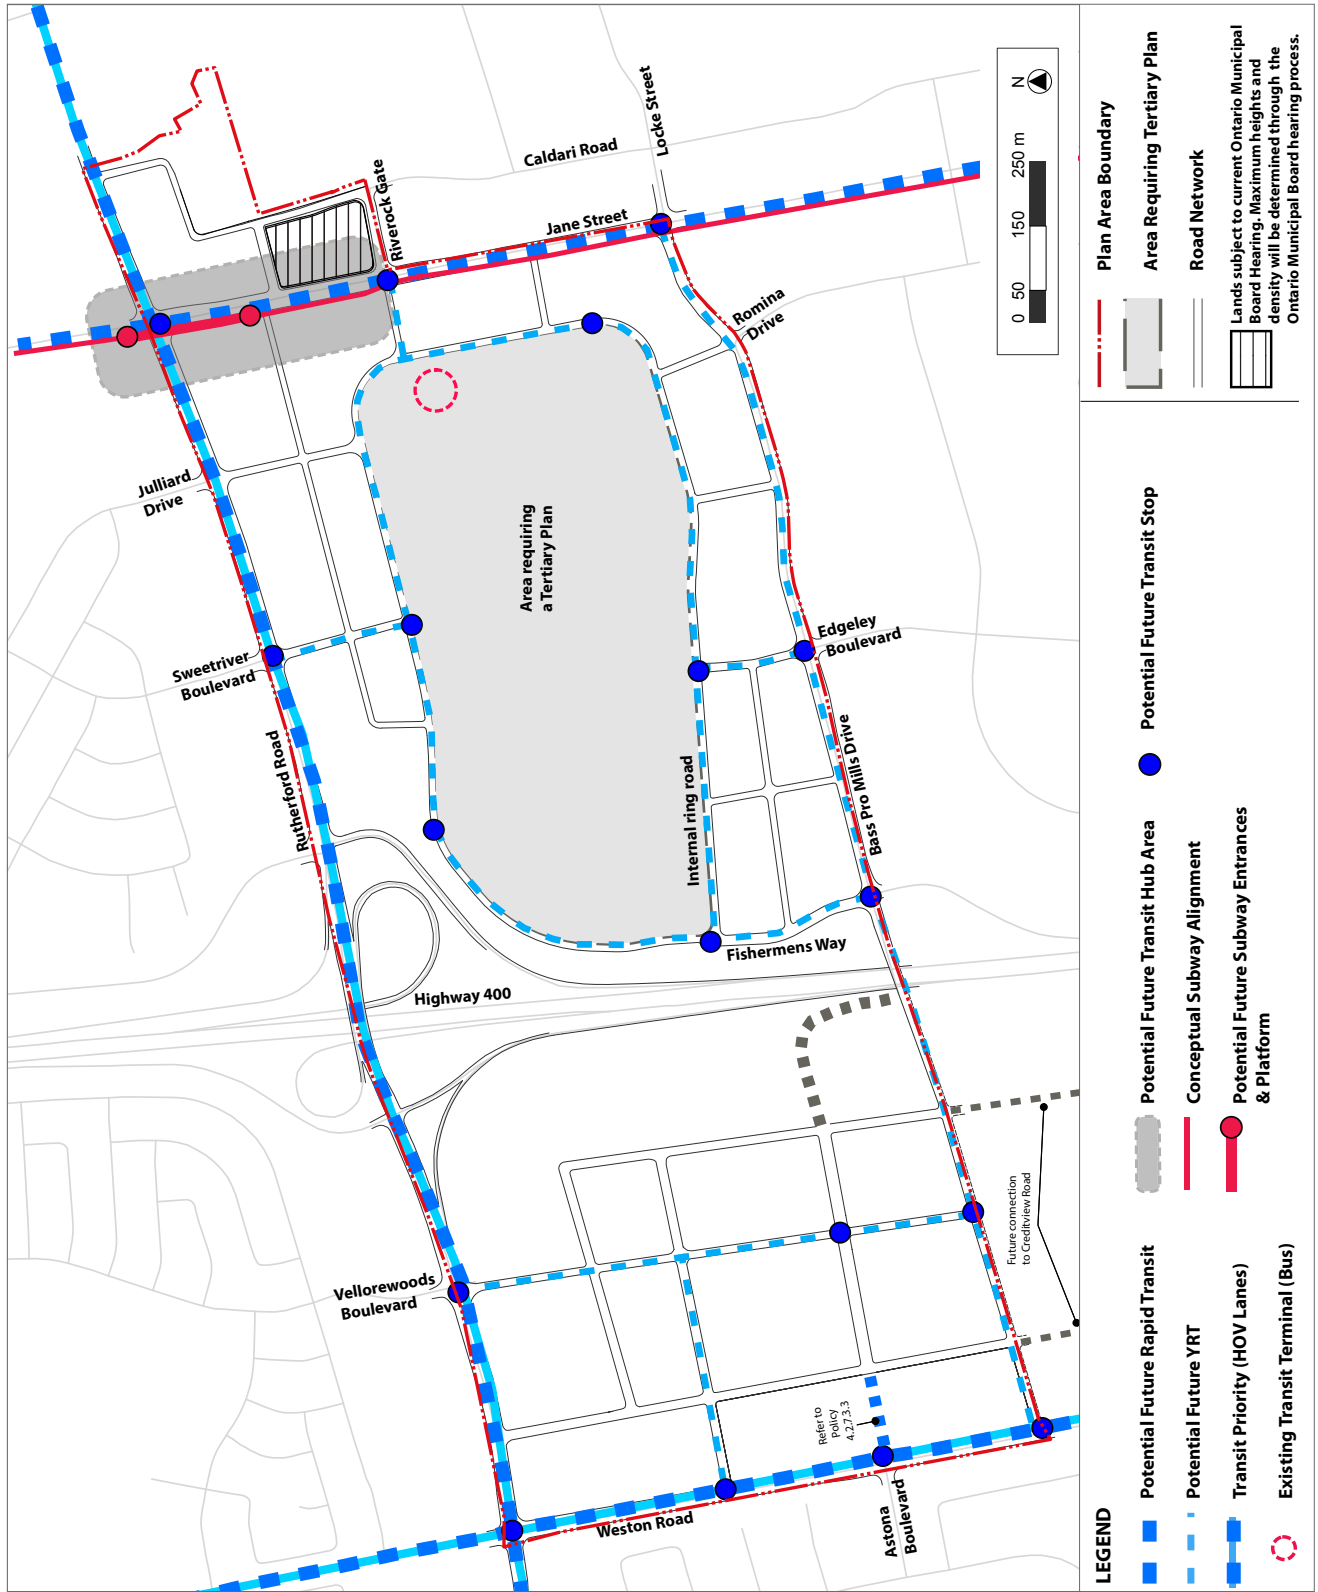 Julliard
Drive
Sweetriver
Boulevard
Rutherford Road
Riverrock Gate
Caldari Road
Locke Street
Jane Street
Romina
Drive
Area requiring
a Tertiary Plan
Internal ring road
Edgeley
Boulevard
Bass Pro Mills Drive
Fishermens Way
Highway 400
Vellorewoods
Boulevard
Weston Road
Astona
Boulevard
Refer to
Policy
4.2.7.3.3
Future connection
to Creditview Road
0 50 150 250 m
N
LEGEND
Potential Future Rapid Transit
Potential Future YRT
Transit Priority (HOV Lanes)
Existing Transit Terminal (Bus)
Potential Future Transit Hub Area
Conceptual Subway Alignment
Potential Future Subway Entrances
& Platform
Potential Future Transit Stop
Plan Area Boundary
Area Requiring Tertiary Plan
Road Network
Lands subject to current Ontario Municipal
Board Hearing. Maximum heights and
density will be determined through the
Ontario Municipal Board hearing process.